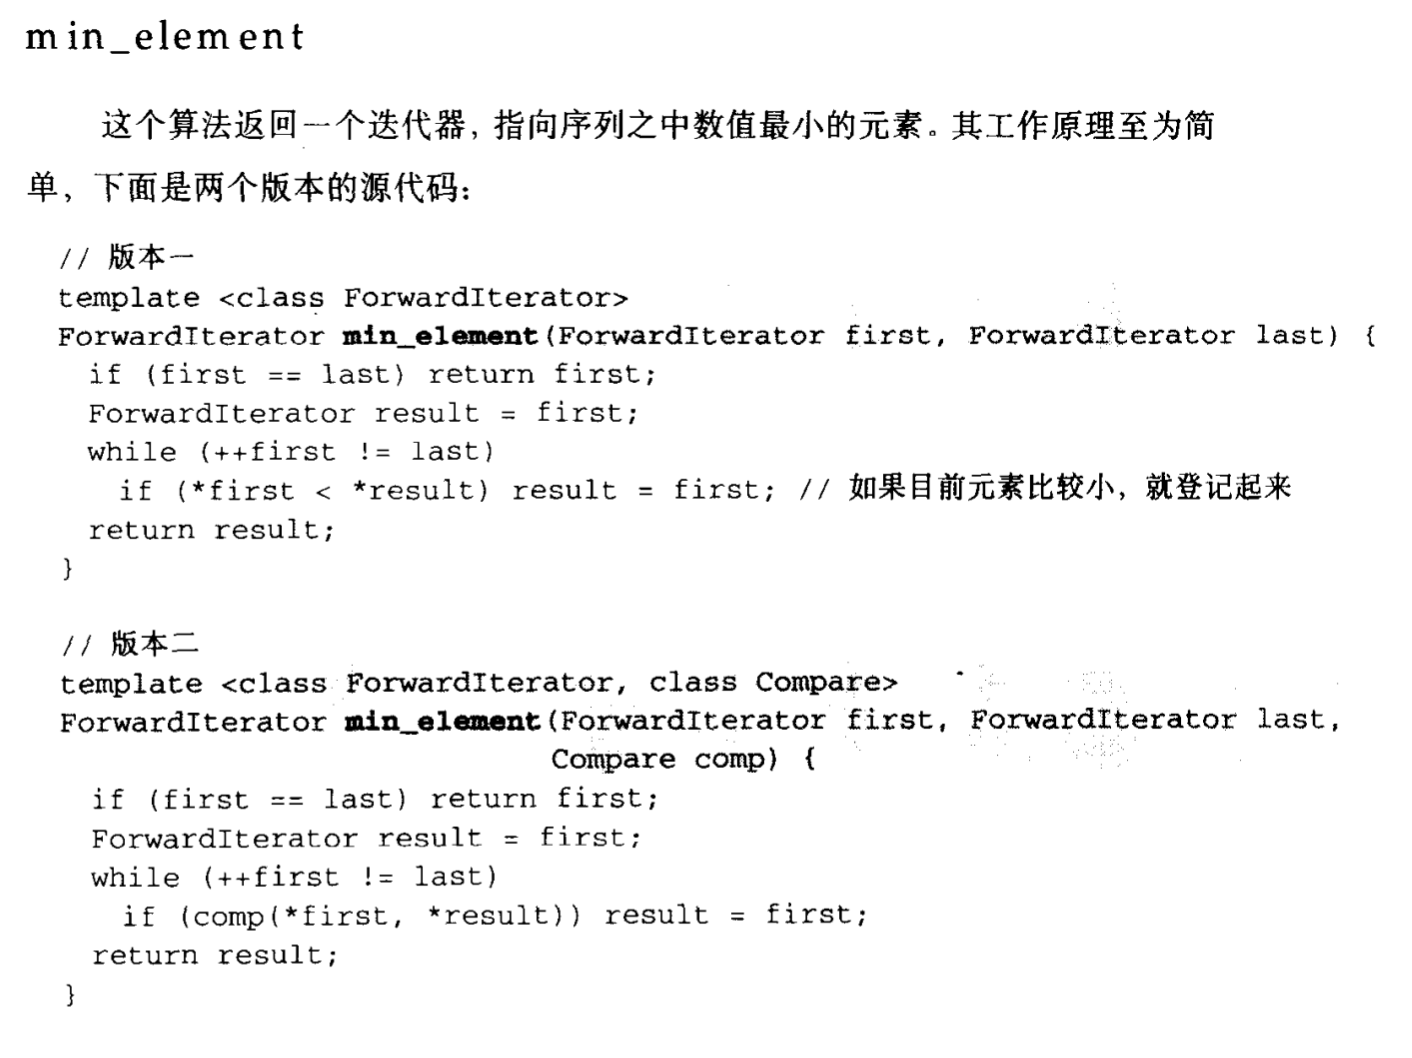 min_element
这个算法返回一个迭代器，指向序列之中数值最小的元素。其工作原理至为简
单，下面是两个版本的源代码：
// 版本一
template <class ForwardIterator>
ForwardIterator min_element(ForwardIterator first, ForwardIterator last) {
  if (first == last) return first;
  ForwardIterator result = first;
  while (++first != last)
    if (*first < *result) result = first; // 如果目前元素比较小，就登记起来
  return result;
}
// 版本二
template <class ForwardIterator, class Compare>
ForwardIterator min_element(ForwardIterator first, ForwardIterator last,
                            Compare comp) {
  if (first == last) return first;
  ForwardIterator result = first;
  while (++first != last)
    if (comp(*first, *result)) result = first;
  return result;
}